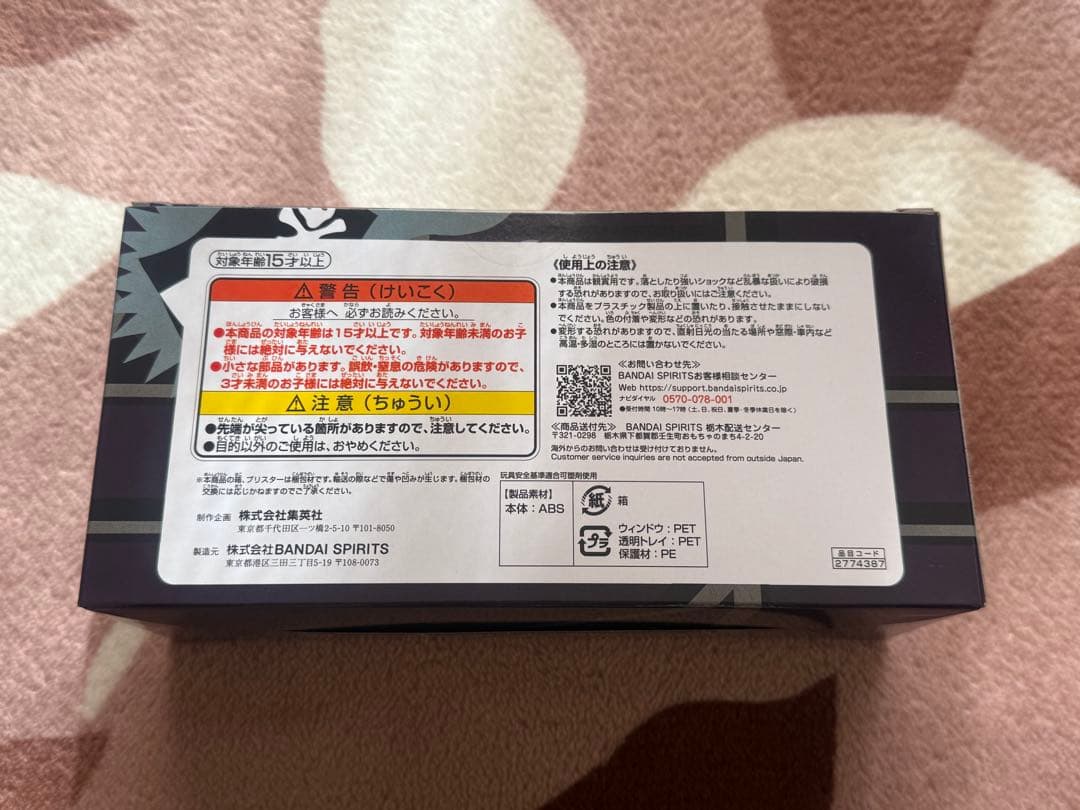 対象年齢15才以上
⚠警告（けいこく）
お客様へ 必ずお読みください。
●本商品の対象年齢は15才以上です。対象年齢未満のお子
様には絶対に与えないでください。
●小さな部品があります。誤飲・窒息の危険がありますので、
3才未満のお子様には絶対に与えないでください。
⚠注意（ちゅうい）
●先端が尖っている箇所がありますので、注意してください。
●目的以外のご使用は、おやめください。
※本商品の箱、ブリスターは梱包材です。輸送の際などで傷や凹みが生じます。梱包材の
交換には応じかねますのでご了承ください。
制作企画 株式会社集英社
東京都千代田区一ツ橋2-5-10 〒101-8050
製造元 株式会社BANDAI SPIRITS
東京都港区三田三丁目5-19 〒108-0073
《使用上の注意》
●本商品は観賞用です。落としたり強いショックなど乱暴な扱いにより破損
する恐れがありますので、お取り扱いにはご注意ください。
●本商品をプラスチック製品の上に置いたり、接触させたままにしない
でください。色の付着や変形などの恐れがあります。
●変形する恐れがありますので、直射日光の当たる場所や窓際・車内など
高温・多湿のところには置かないでください。
≪お問い合わせ先≫
BANDAI SPIRITSお客様相談センター
Web https://support.bandaispirits.co.jp
ナビダイヤル 0570-078-001
●受付時間 10時～17時（土、日、祝日、夏季・冬季休業日を除く）
≪商品送付先≫ BANDAI SPIRITS 栃木配送センター
〒321-0298 栃木県下都賀郡壬生町おもちゃのまち4-2-20
海外からのお問い合わせは受け付けておりません。
Customer service inquiries are not accepted from outside Japan.
玩具安全基準適合可塑剤使用
【製品素材】
本体：ABS
紙 箱
プラ
ウィンドウ：PET
透明トレイ：PET
保護材：PE
品目コード
2774387